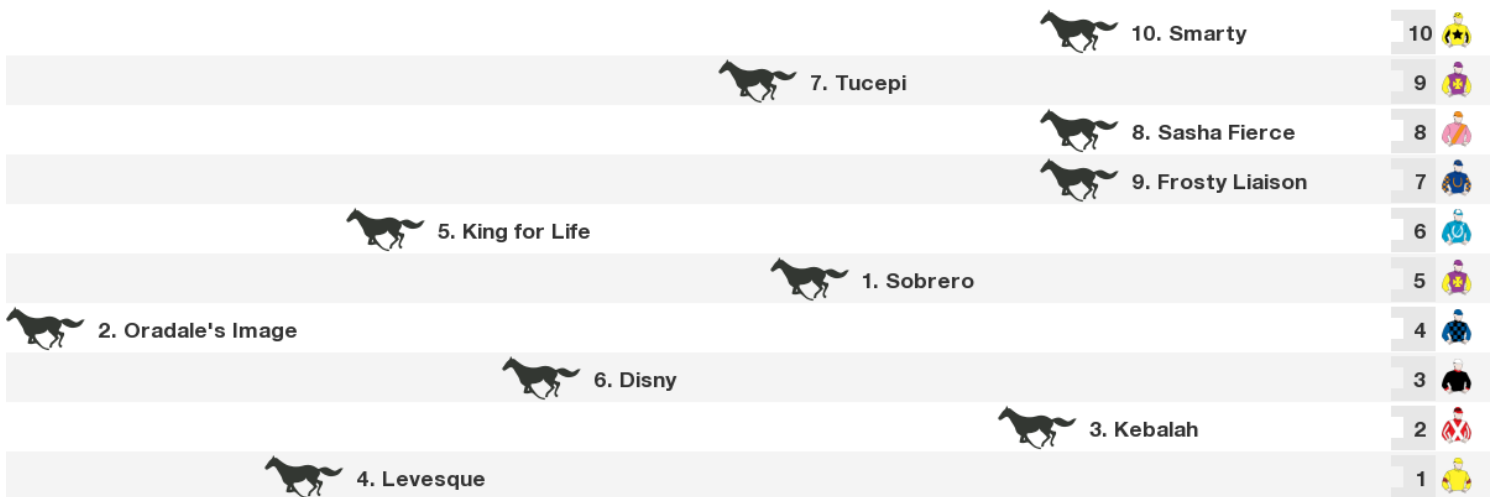 10. Smarty 10
7. Tucepi 9
8. Sasha Fierce 8
9. Frosty Liaison 7
5. King for Life 6
1. Sobrero 5
2. Oradale's Image 4
6. Disny 3
3. Kebalah 2
4. Levesque 1